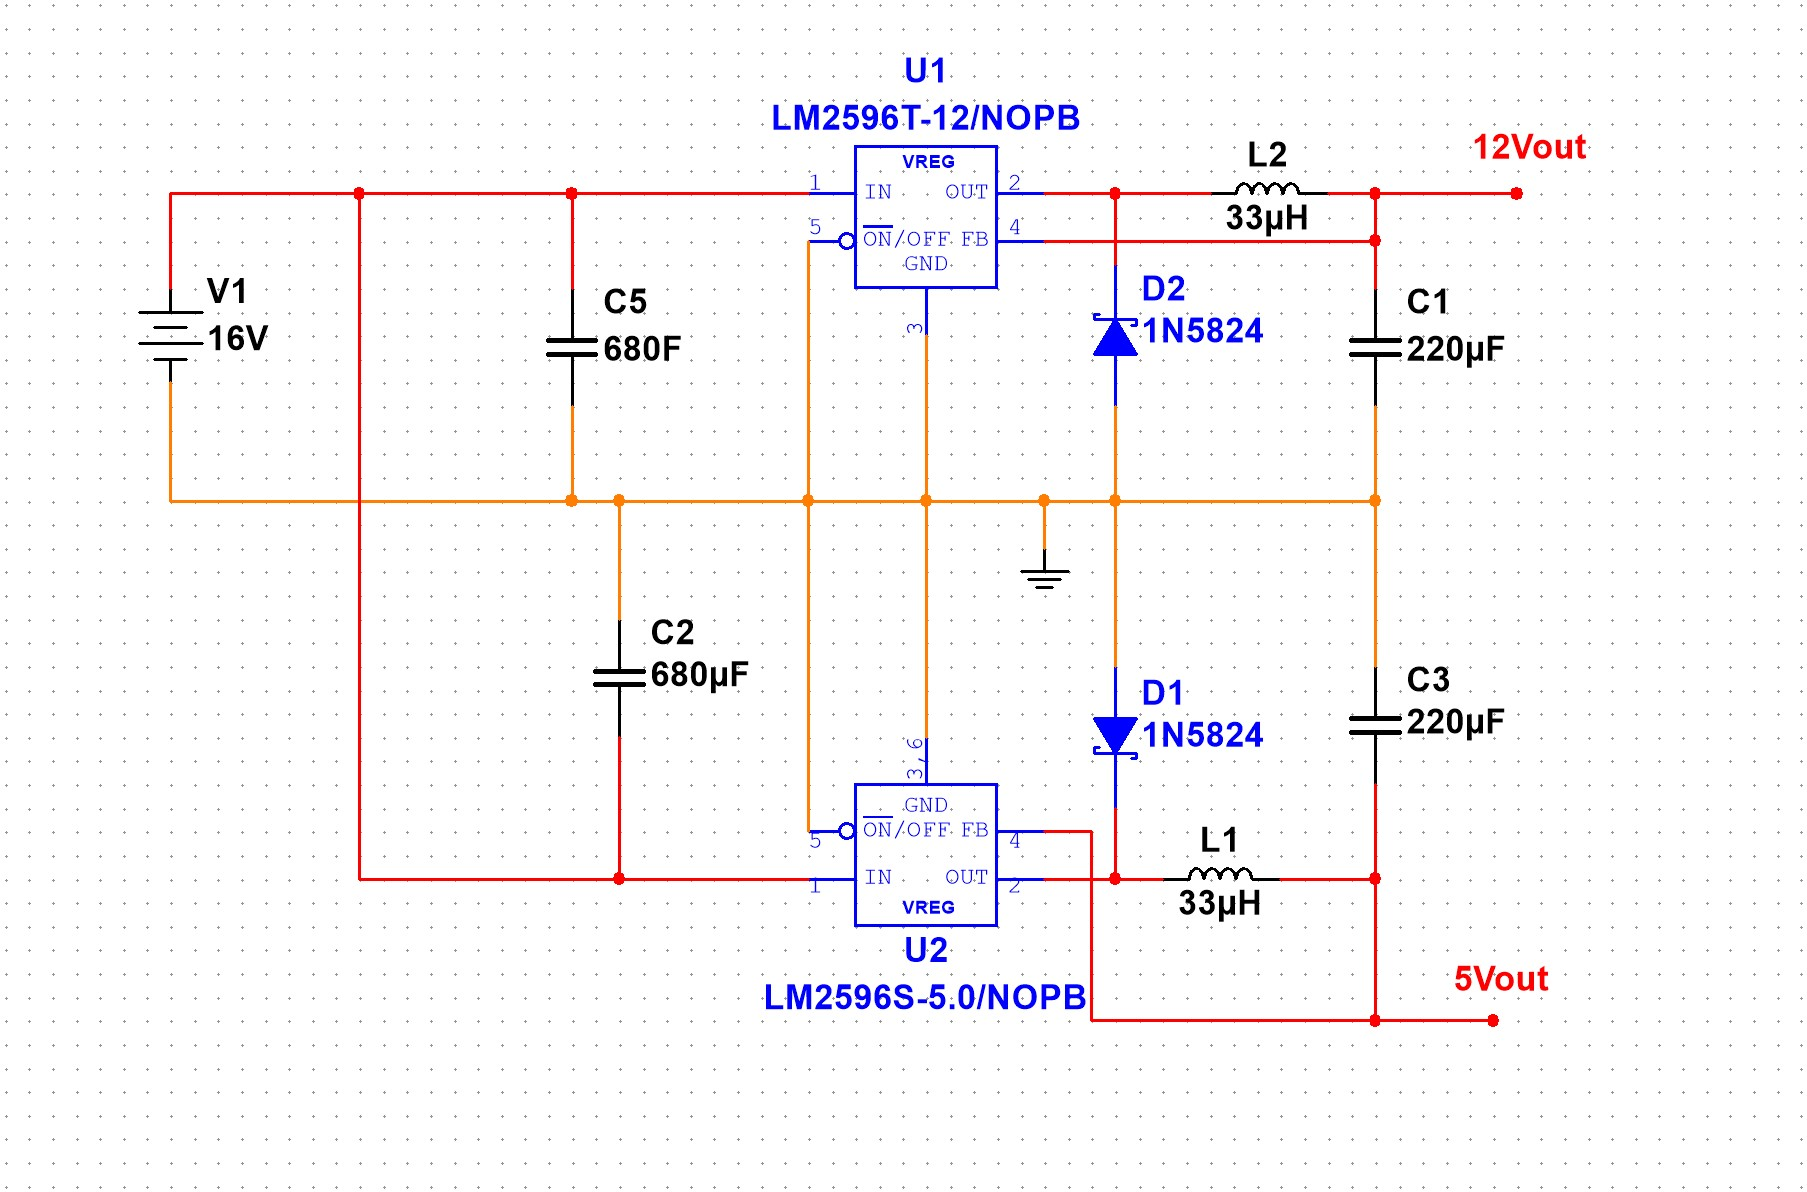 U1
LM2596T-12/NOPB
VREG
1
IN
OUT
2
5
ON/OFF
FB
4
GND
3
L2
33µH
12Vout
V1
16V
C5
680F
D2
1N5824
C1
220µF
C2
680µF
D1
1N5824
C3
220µF
3,6
GND
5
ON/OFF
FB
4
1
IN
OUT
2
VREG
L1
33µH
U2
LM2596S-5.0/NOPB
5Vout